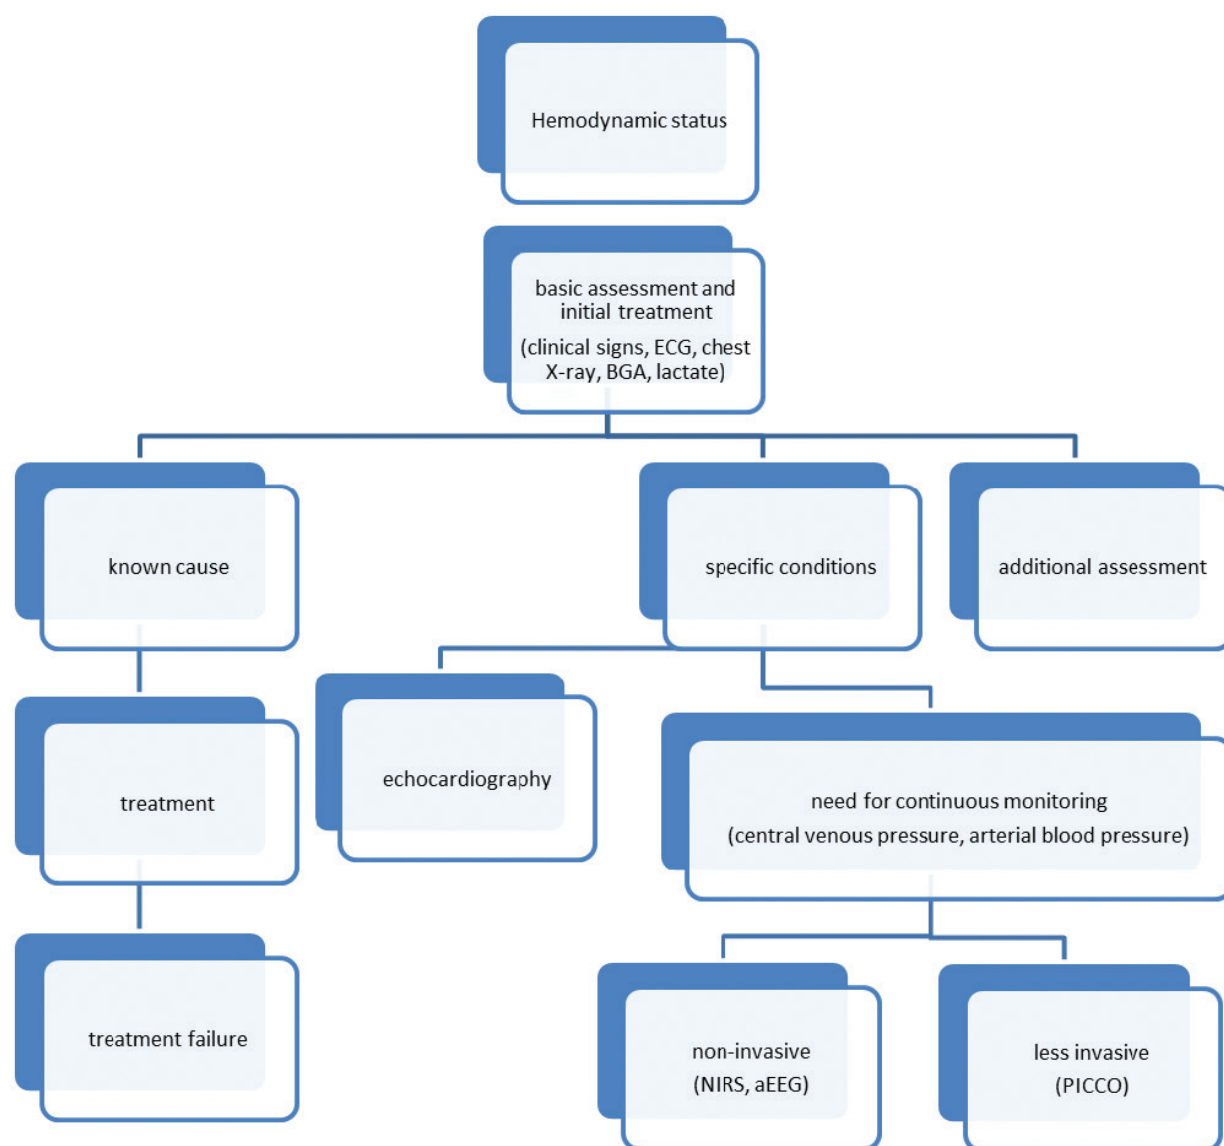 Hemodynamic status
basic assessment and
initial treatment
(clinical signs, ECG, chest
X-ray, BGA, lactate)
known cause
specific conditions
additional assessment
treatment
echocardiography
need for continuous monitoring
(central venous pressure, arterial blood pressure)
treatment failure
non-invasive
(NIRS, aEEG)
less invasive
(PICCO)